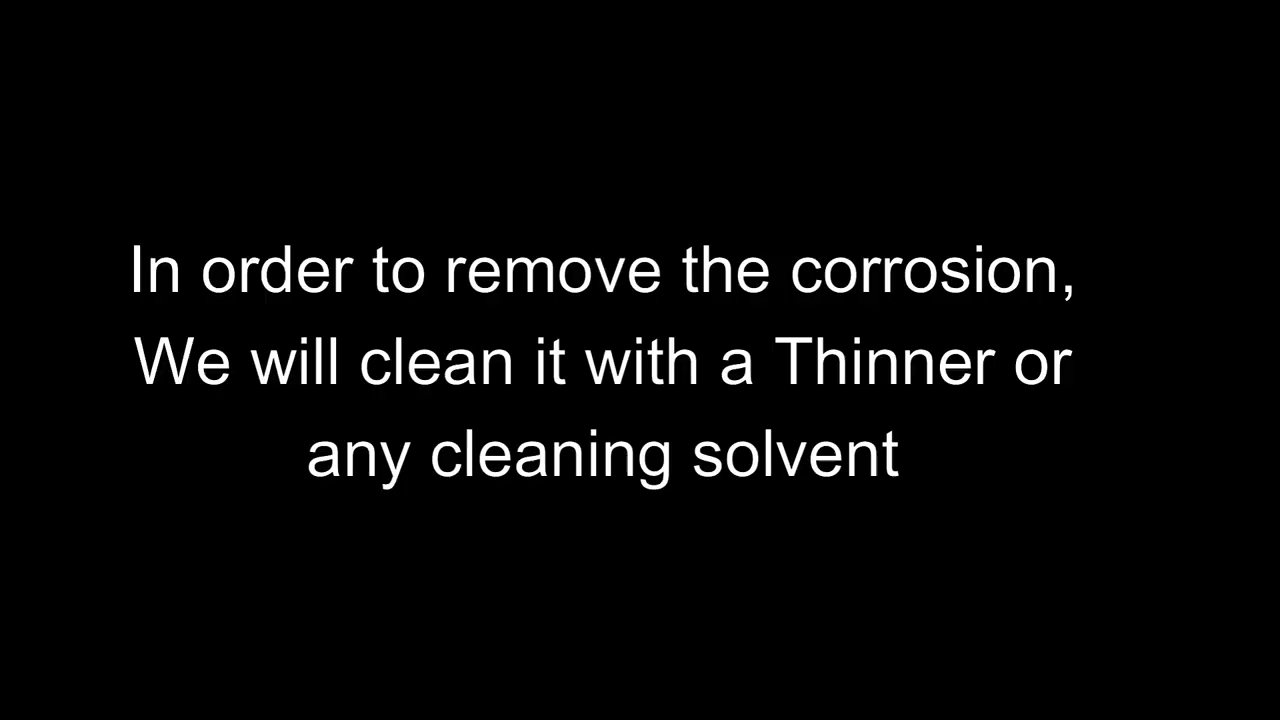 In order to remove the corrosion,
We will clean it with a Thinner or
any cleaning solvent